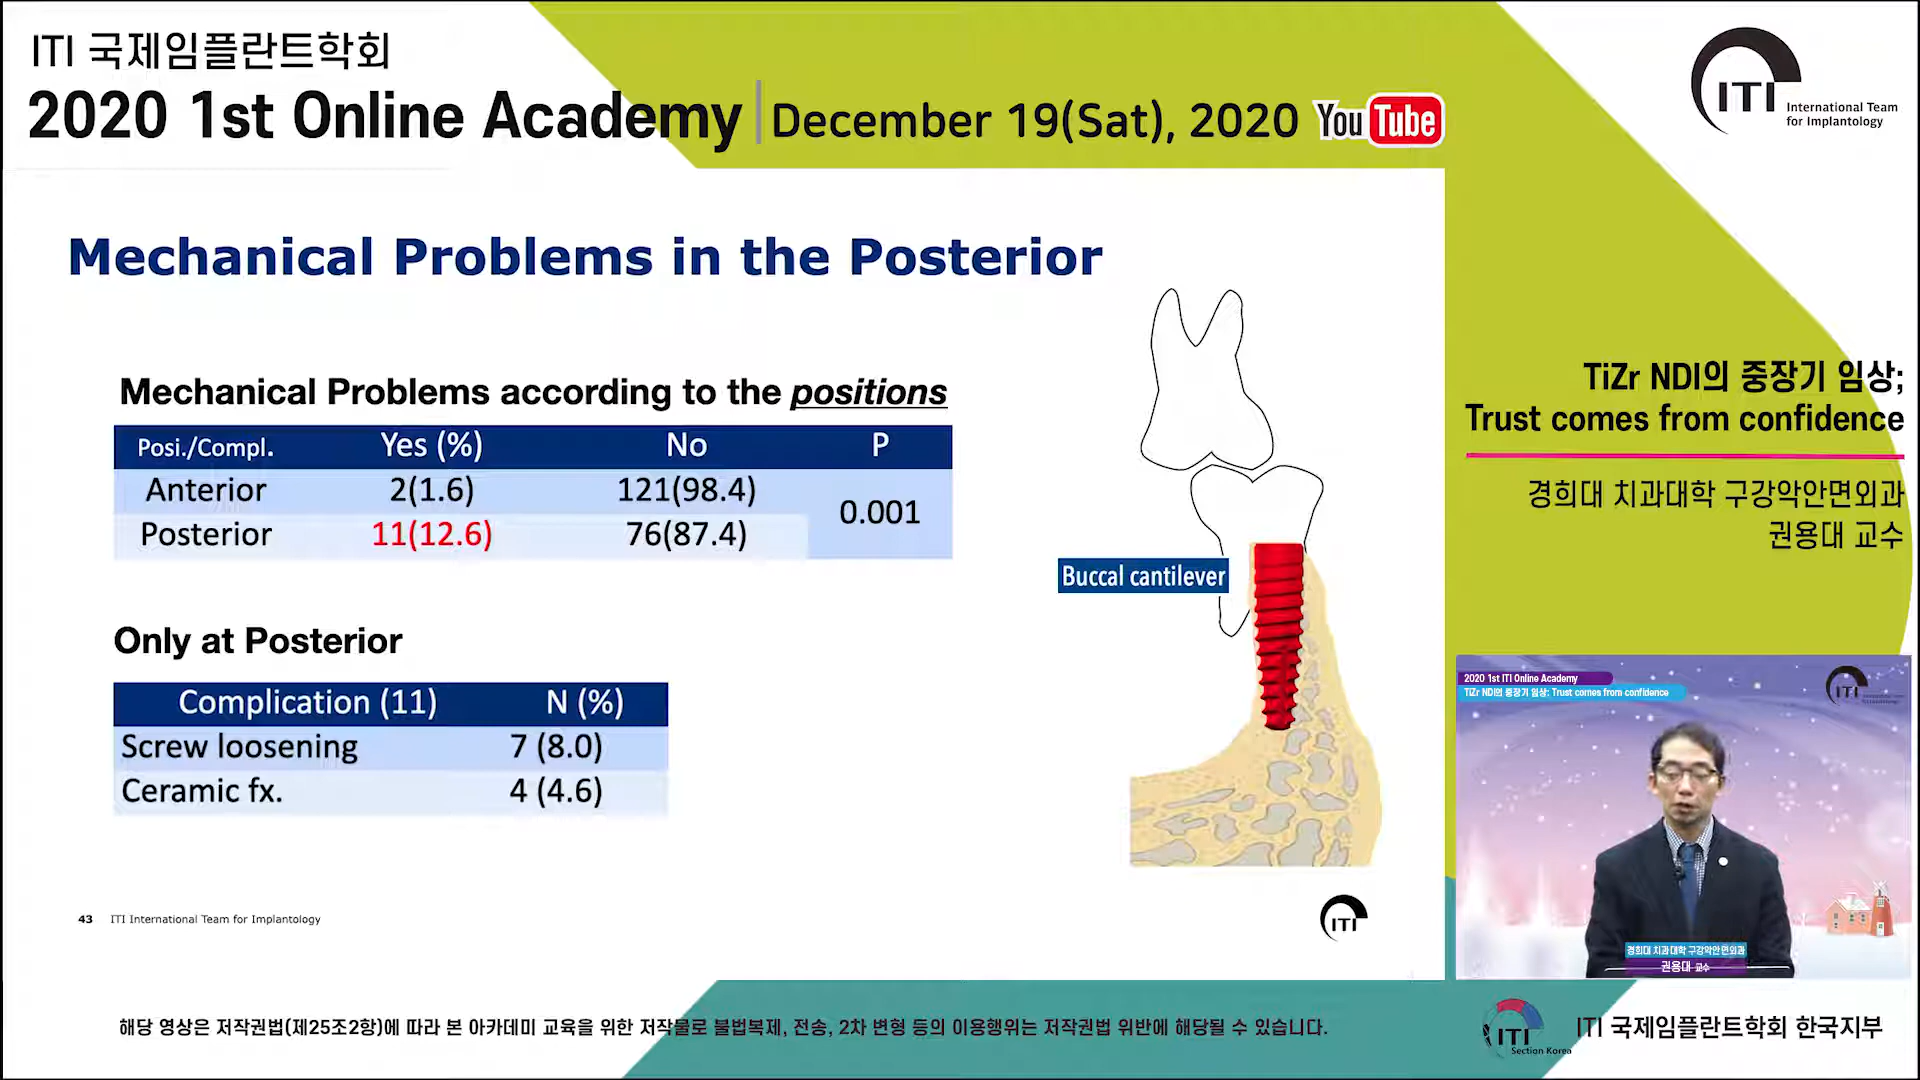 ITI 국제임플란트학회
2020 1st Online Academy
December 19(Sat), 2020
YouTube
ITI
International Team
for Implantology
Mechanical Problems in the Posterior
Mechanical Problems according to the positions
Posi./Compl. Yes (%) No P
Anterior 2(1.6) 121(98.4) 0.001
Posterior 11(12.6) 76(87.4)
Only at Posterior
Complication (11) N (%)
Screw loosening 7 (8.0)
Ceramic fx. 4 (4.6)
Buccal cantilever
43 ITI International Team for Implantology
ITI
TiZr NDI의 중장기 임상;
Trust comes from confidence
경희대 치과대학 구강악안면외과
권용대 교수
2020 1st ITI Online Academy
TiZr NDI의 중장기 임상: Trust comes from confidence
ITI
경희대 치과대학 구강악안면외과
권용대 교수
해당 영상은 저작권법(제25조2항)에 따라 본 아카데미 교육을 위한 저작물로 불법복제, 전송, 2차 변형 등의 이용행위는 저작권법 위반에 해당될 수 있습니다.
ITI
Section Korea
ITI 국제임플란트학회 한국지부